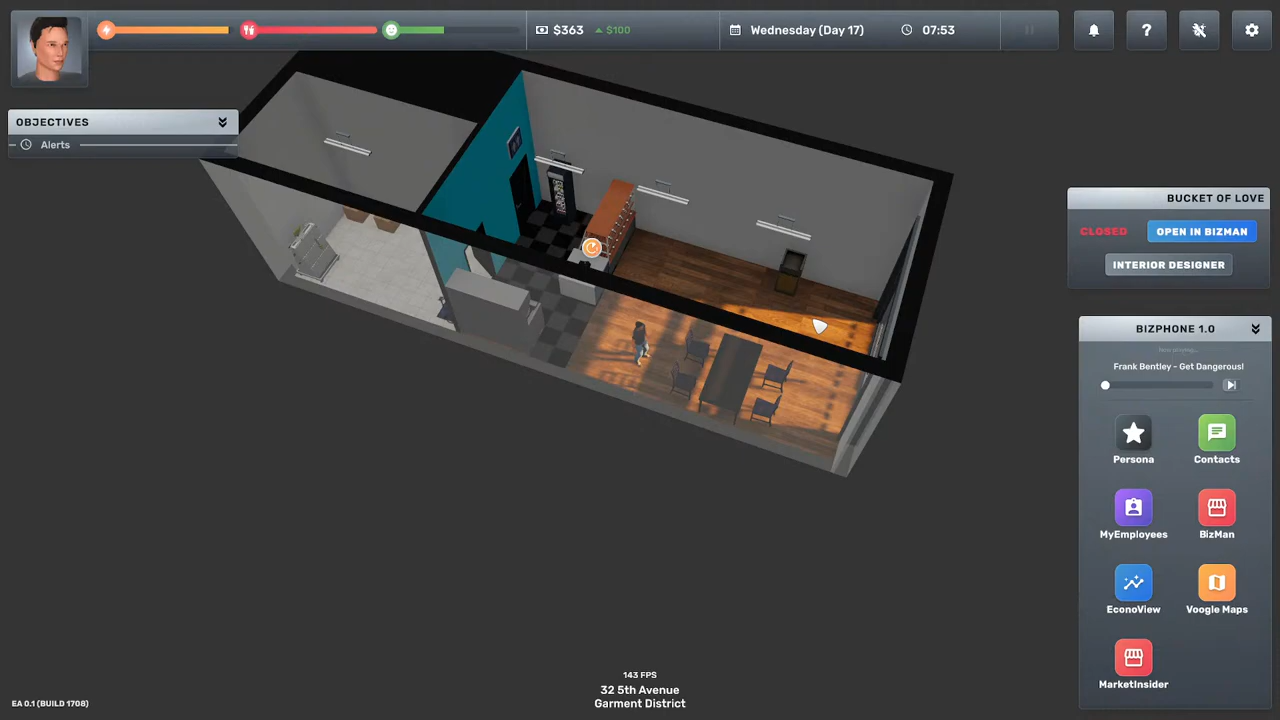 $363
$100
Wednesday (Day 17)
07:53
?
OBJECTIVES
Alerts
BUCKET OF LOVE
CLOSED
OPEN IN BIZMAN
INTERIOR DESIGNER
BIZPHONE 1.0
Now playing...
Frank Bentley - Get Dangerous!
Persona
Contacts
MyEmployees
BizMan
EconoView
Voogle Maps
MarketInsider
143 FPS
32 5th Avenue
Garment District
EA 0.1 (BUILD 1708)